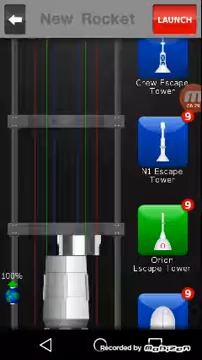 New Rocket
LAUNCH
Crew Escape
Tower
9
N1 Escape
Tower
9
Orion
Escape Tower
9
100%
Recorded by